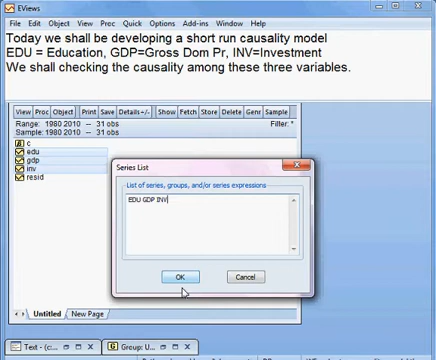 EViews
File Edit Object View Proc Quick Options Add-ins Window Help
Today we shall be developing a short run causality model
EDU = Education, GDP=Gross Dom Pr, INV=Investment
We shall checking the causality among these three variables.
View Proc Object Print Save Details+/- Show Fetch Store Delete Genr Sample
Range: 1980 2010 -- 31 obs Filter: *
Sample: 1980 2010 -- 31 obs
c
edu
gdp
inv
resid
Series List
List of series, groups, and/or series expressions
EDU GDP INV
OK Cancel
Untitled New Page
Text - (c:... Group: U...